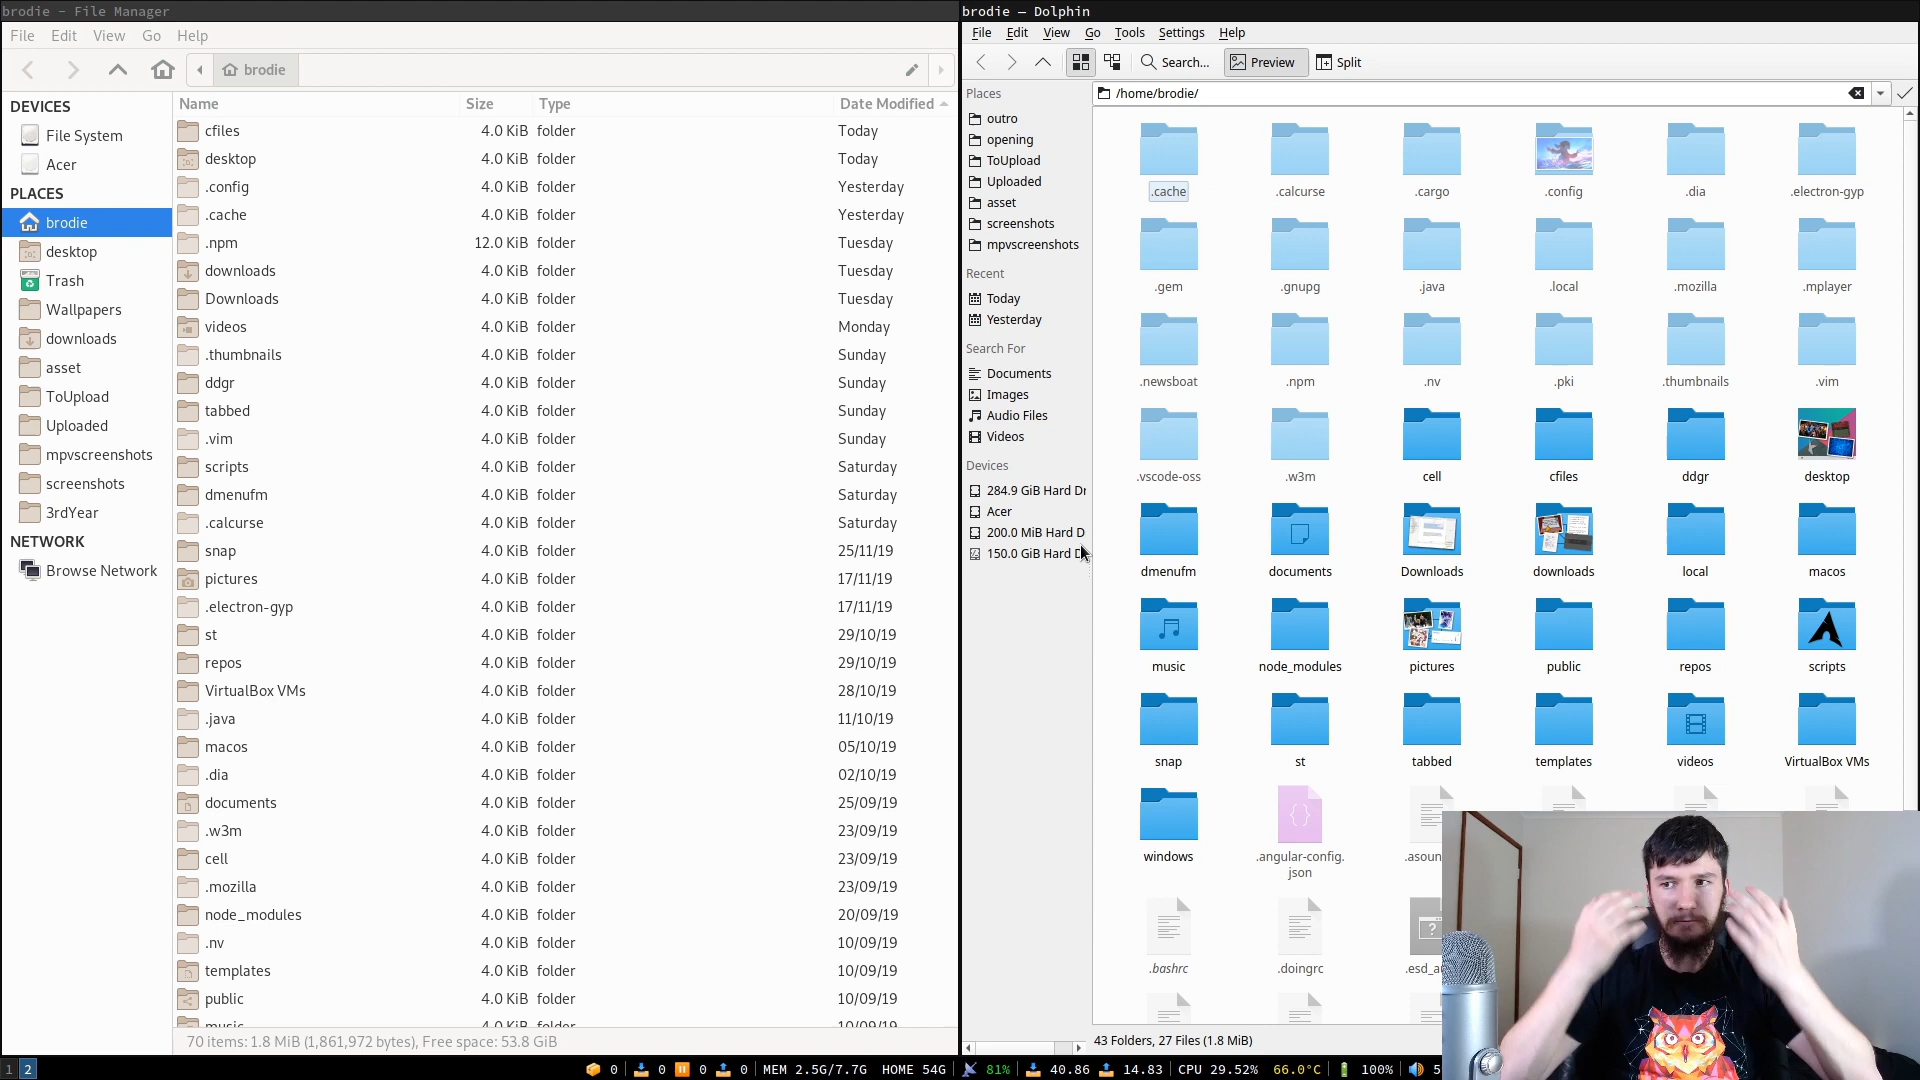 brodie - File Manager
File Edit View Go Help
brodie
DEVICES
File System
Acer
PLACES
brodie
desktop
Trash
Wallpapers
downloads
asset
ToUpload
Uploaded
mpvscreenshots
screenshots
3rdYear
NETWORK
Browse Network
Name Size Type Date Modified
cfiles 4.0 KiB folder Today
desktop 4.0 KiB folder Today
.config 4.0 KiB folder Yesterday
.cache 4.0 KiB folder Yesterday
.npm 12.0 KiB folder Tuesday
downloads 4.0 KiB folder Tuesday
Downloads 4.0 KiB folder Tuesday
videos 4.0 KiB folder Monday
.thumbnails 4.0 KiB folder Sunday
ddgr 4.0 KiB folder Sunday
tabbed 4.0 KiB folder Sunday
.vim 4.0 KiB folder Sunday
scripts 4.0 KiB folder Saturday
dmenufm 4.0 KiB folder Saturday
.calcurse 4.0 KiB folder Saturday
snap 4.0 KiB folder 25/11/19
pictures 4.0 KiB folder 17/11/19
.electron-gyp 4.0 KiB folder 17/11/19
st 4.0 KiB folder 29/10/19
repos 4.0 KiB folder 29/10/19
VirtualBox VMs 4.0 KiB folder 28/10/19
.java 4.0 KiB folder 11/10/19
macos 4.0 KiB folder 05/10/19
.dia 4.0 KiB folder 02/10/19
documents 4.0 KiB folder 25/09/19
.w3m 4.0 KiB folder 23/09/19
cell 4.0 KiB folder 23/09/19
.mozilla 4.0 KiB folder 23/09/19
node_modules 4.0 KiB folder 20/09/19
.nv 4.0 KiB folder 10/09/19
templates 4.0 KiB folder 10/09/19
public 4.0 KiB folder 10/09/19
music 4.0 KiB folder 10/09/19
70 items: 1.8 MiB (1,861,972 bytes), Free space: 53.8 GiB
brodie — Dolphin
File Edit View Go Tools Settings Help
Search... Preview Split
/home/brodie/
Places
outro
opening
ToUpload
Uploaded
asset
screenshots
mpvscreenshots
Recent
Today
Yesterday
Search For
Documents
Images
Audio Files
Videos
Devices
284.9 GiB Hard Dr
Acer
200.0 MiB Hard D
150.0 GiB Hard D
.cache .calcurse .cargo .config .dia .electron-gyp
.gem .gnupg .java .local .mozilla .mplayer
.newsboat .npm .nv .pki .thumbnails .vim
.vscode-oss .w3m cell cfiles ddgr desktop
dmenufm documents Downloads downloads local macos
music node_modules pictures public repos scripts
snap st tabbed templates videos VirtualBox VMs
windows .angular-config. .asoun
json
.bashrc .doingrc .esd_au
43 Folders, 27 Files (1.8 MiB)
1 2 0 0 0 0 MEM 2.5G/7.7G HOME 54G 81% 40.86 14.83 CPU 29.52% 66.0°C 100% 5